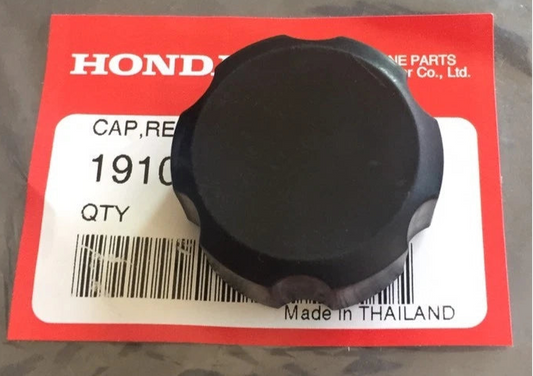 HOND
NE PARTS
r Co., Ltd.
CAP,RE
1910
QTY
Made in THAILAND